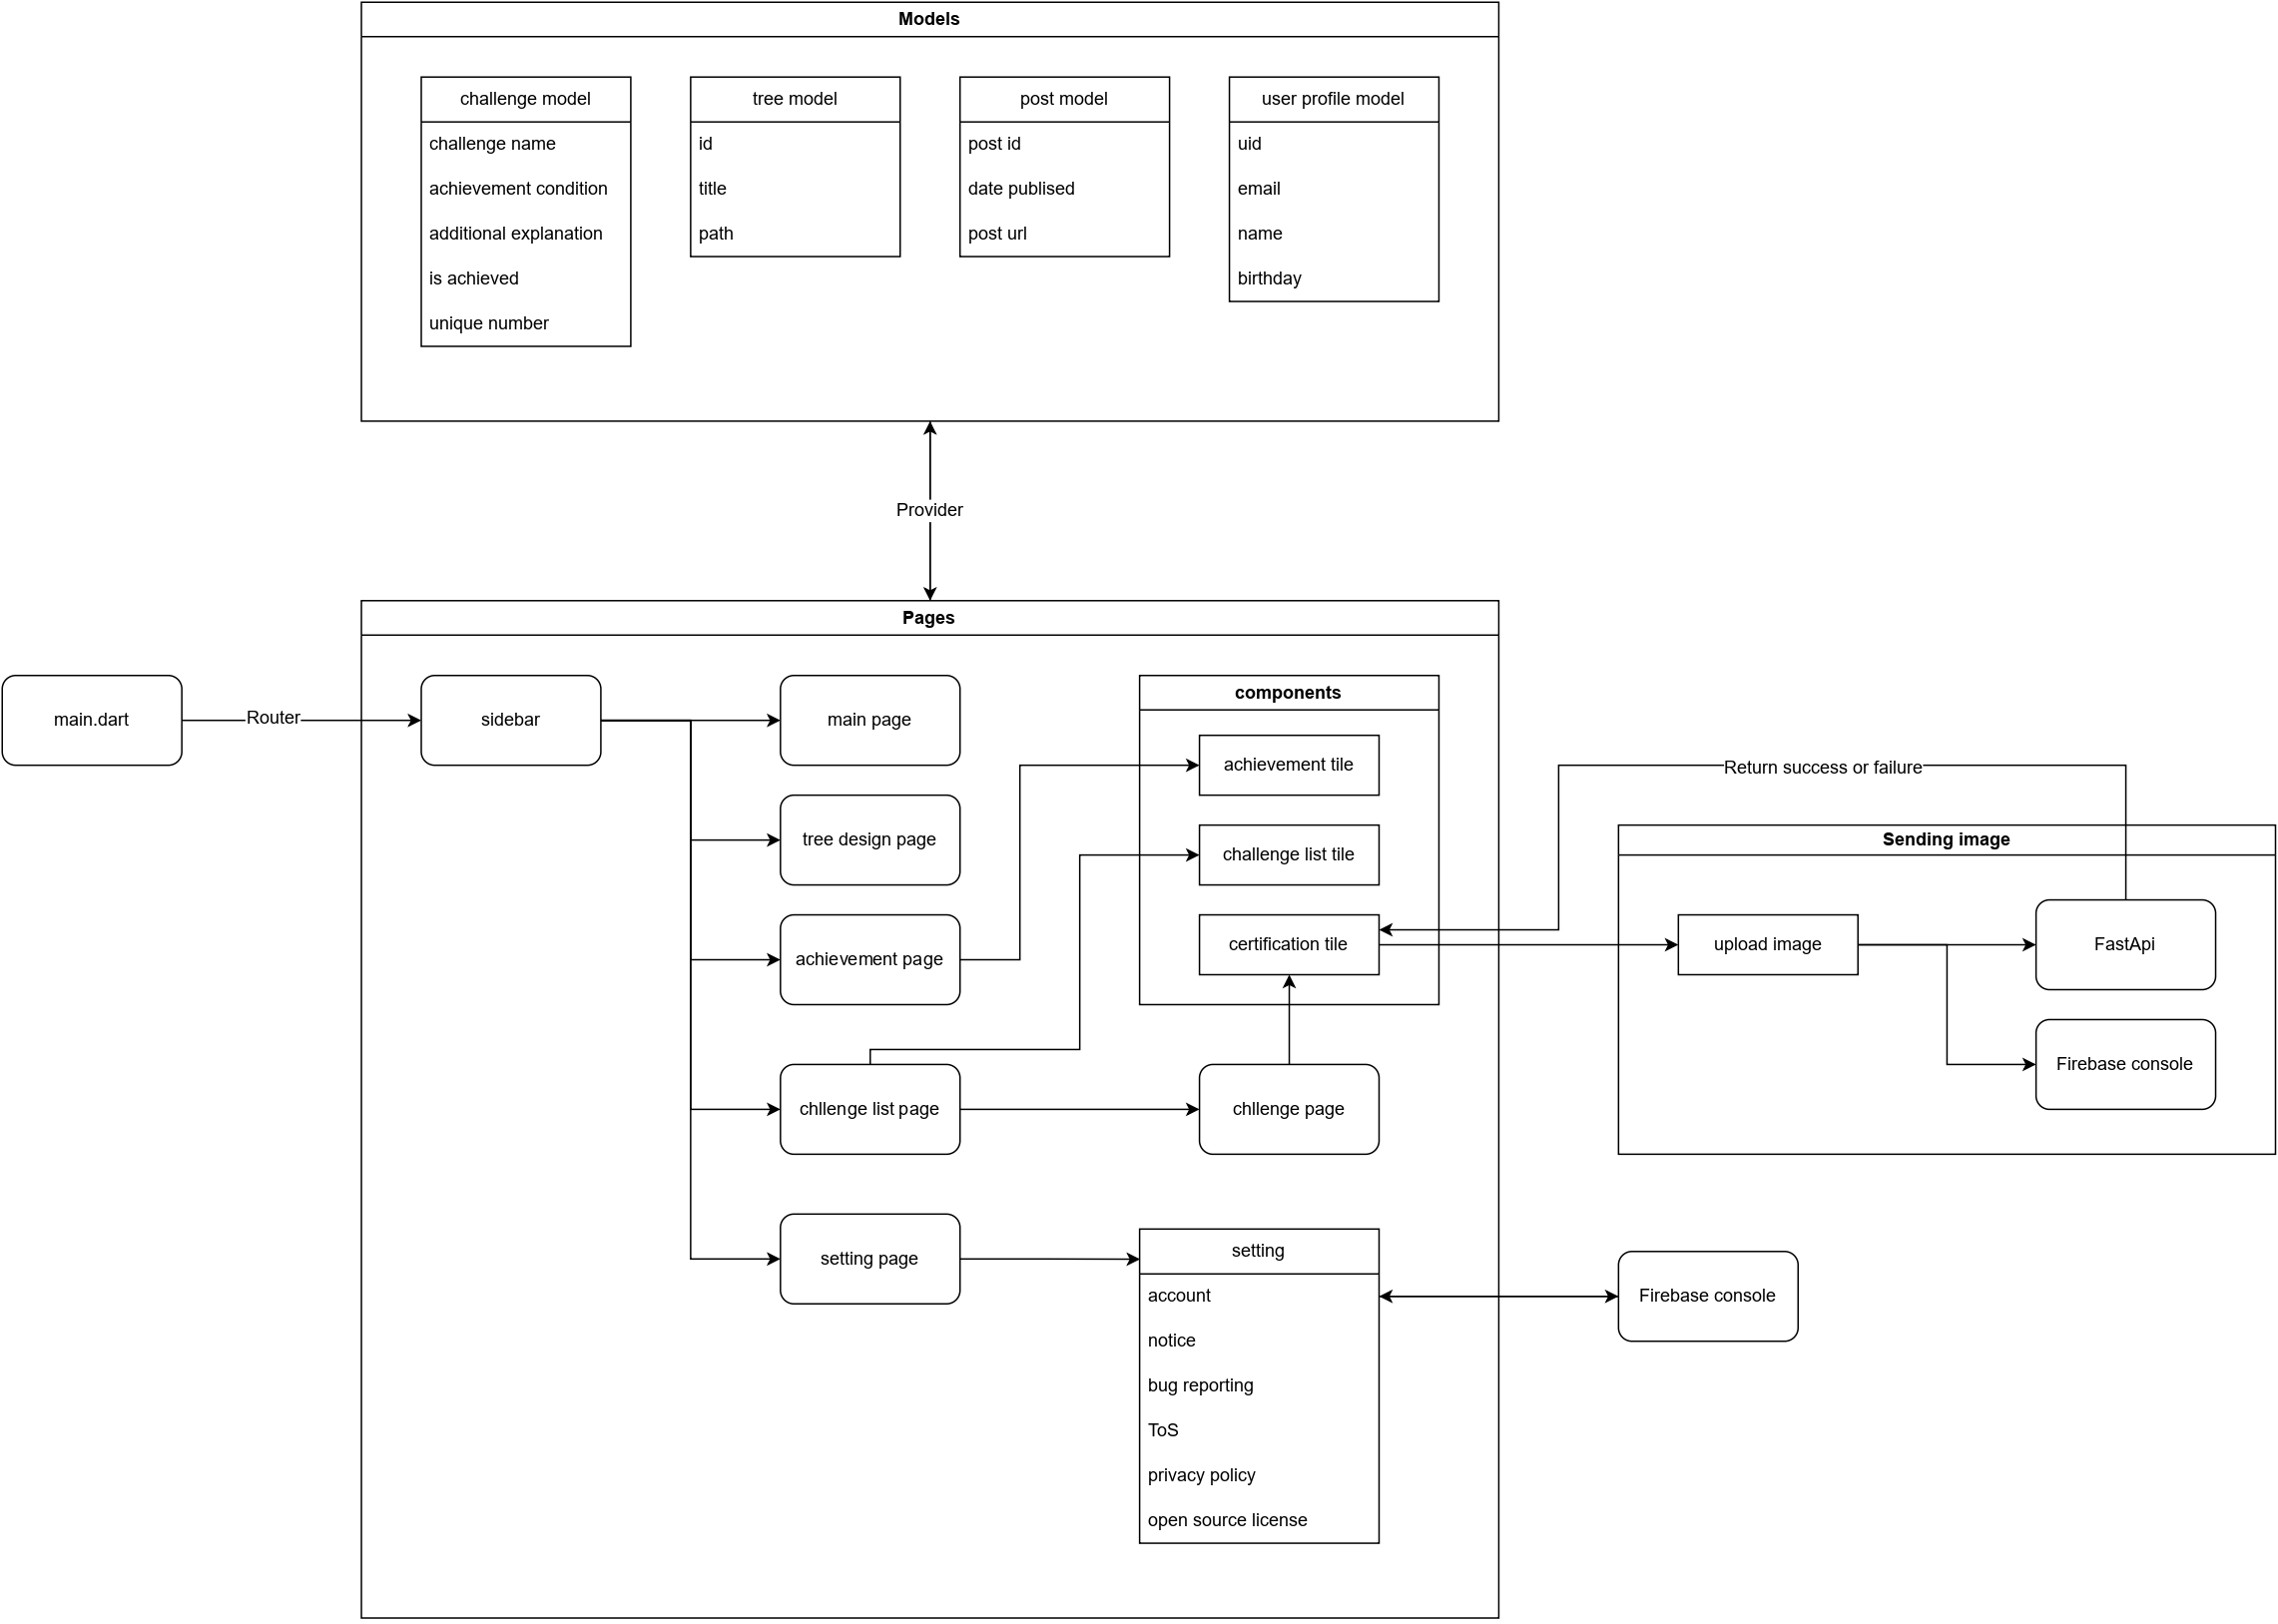 Models
challenge model
challenge name
achievement condition
additional explanation
is achieved
unique number
tree model
id
title
path
post model
post id
date publised
post url
user profile model
uid
email
name
birthday
Provider
Pages
main.dart
Router
sidebar
main page
tree design page
achievement page
chllenge list page
setting page
components
achievement tile
challenge list tile
certification tile
chllenge page
setting
account
notice
bug reporting
ToS
privacy policy
open source license
Return success or failure
Sending image
upload image
FastApi
Firebase console
Firebase console